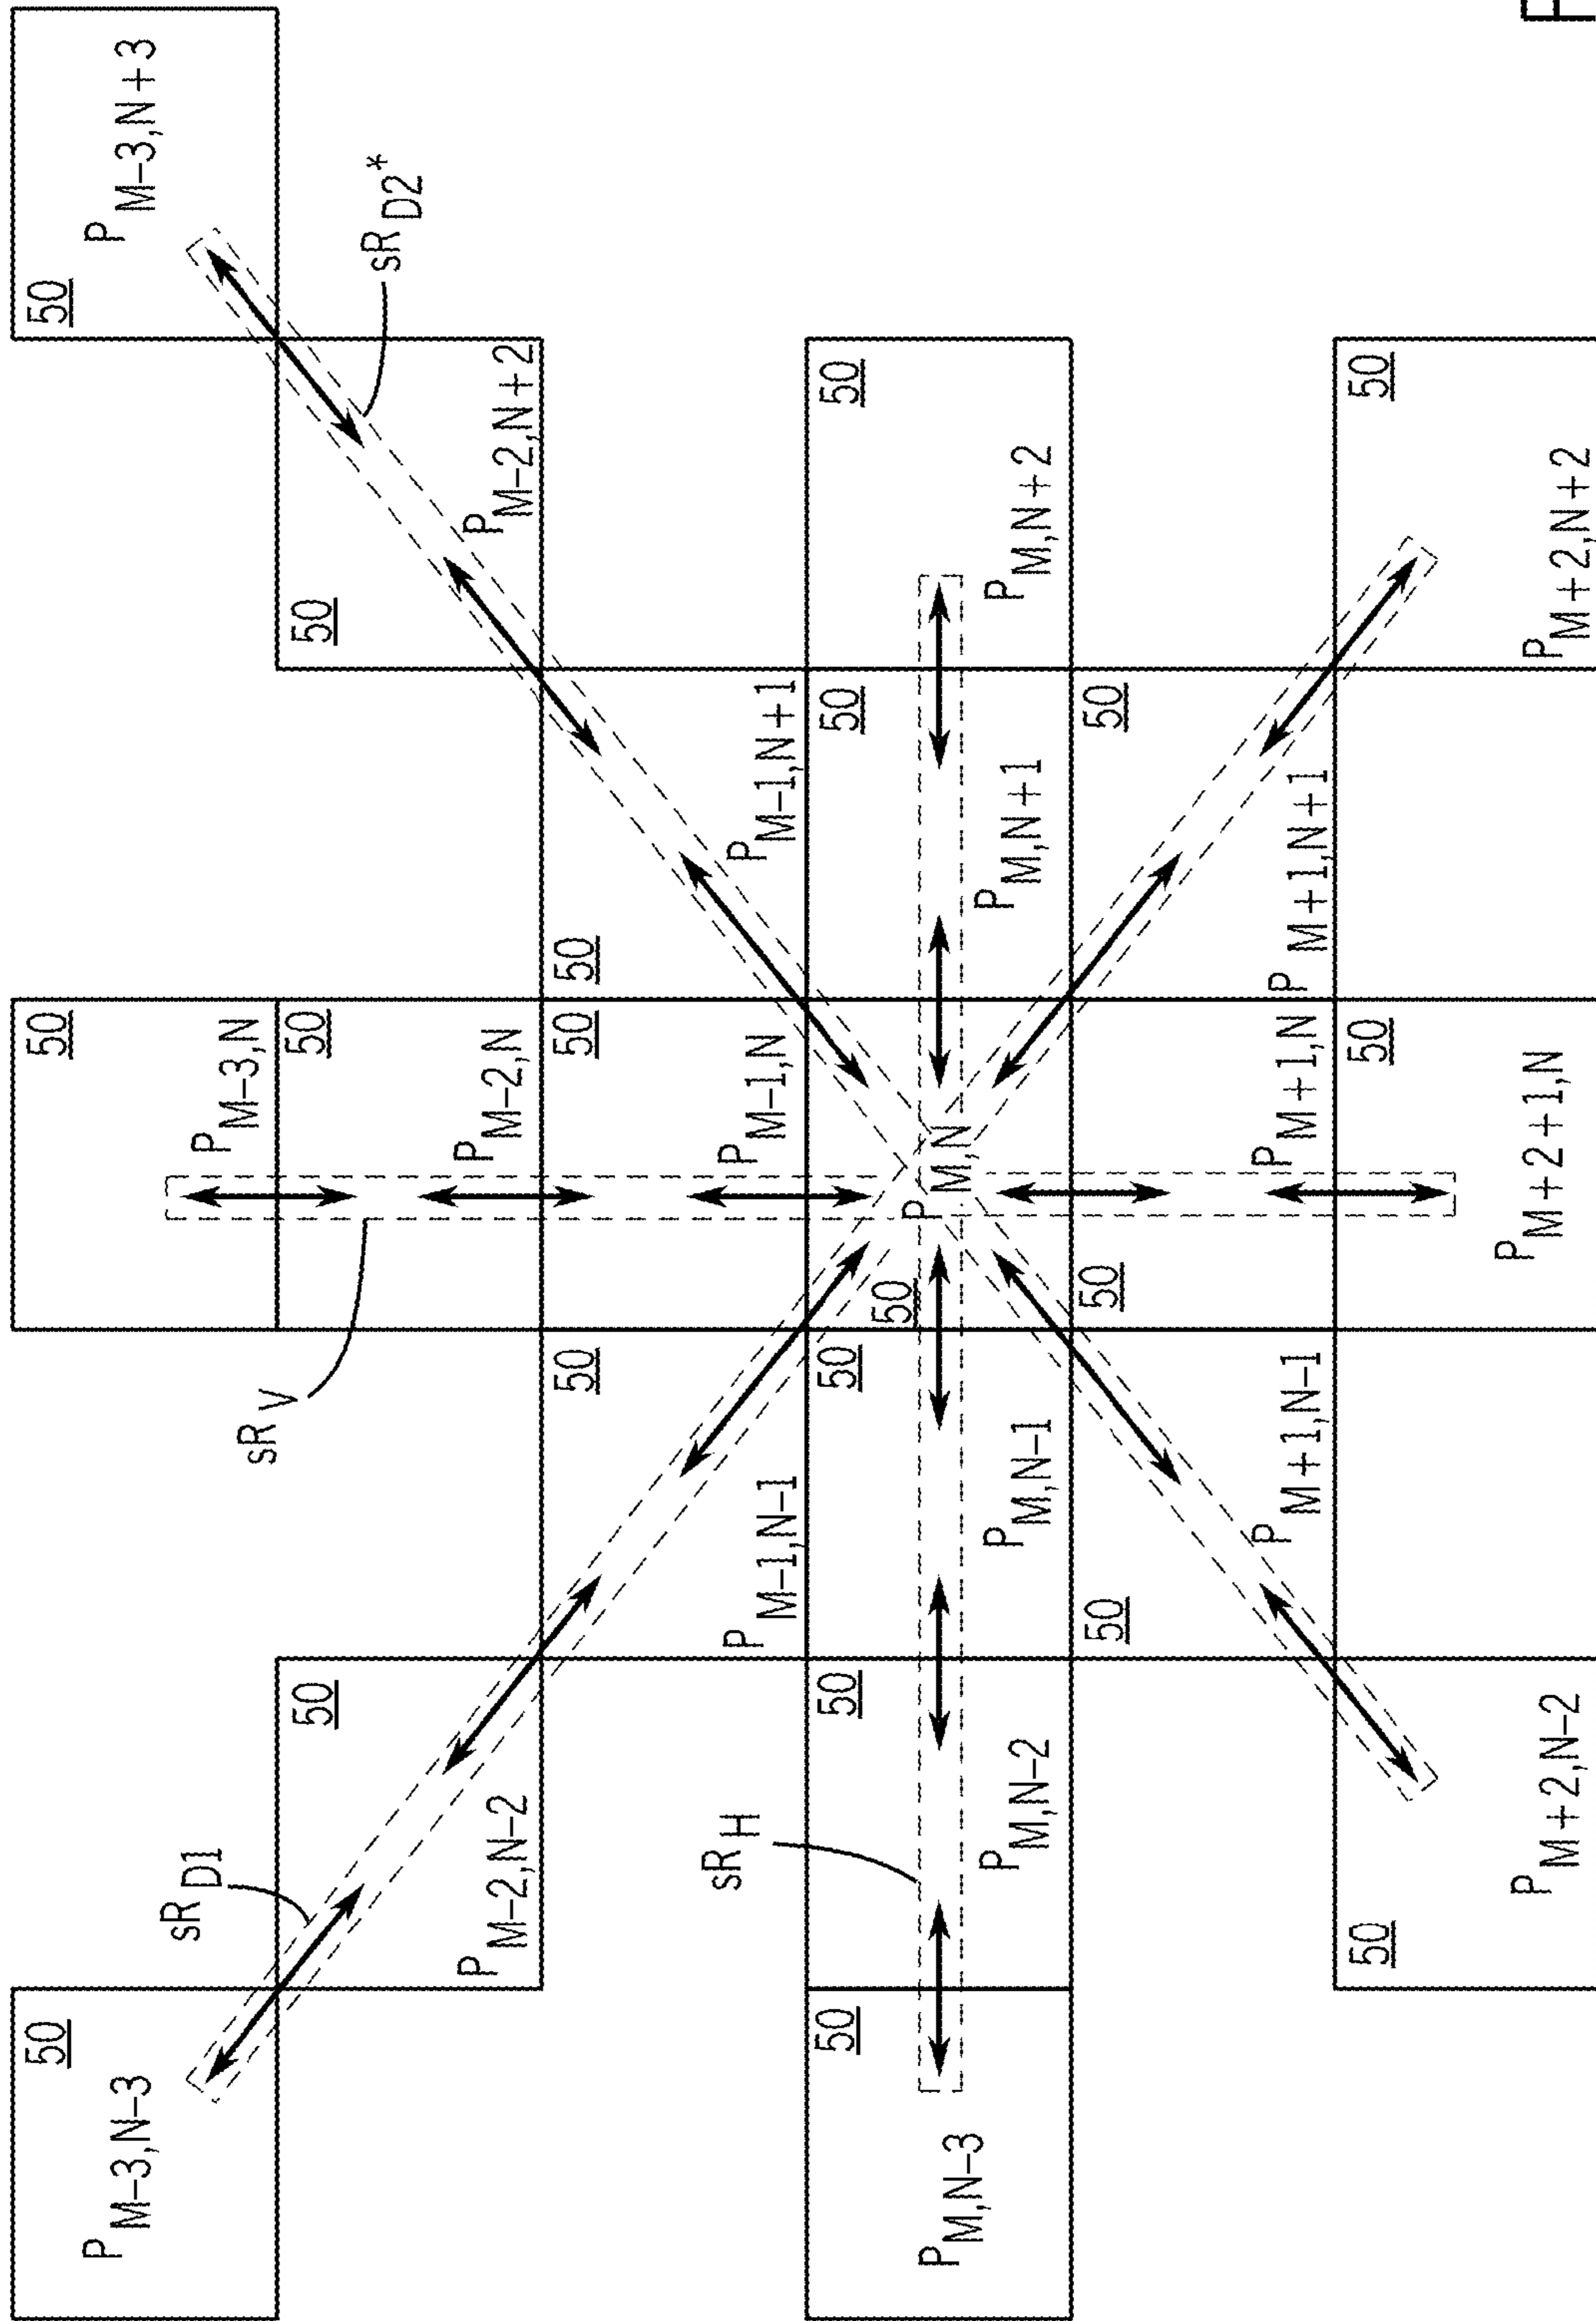 50
50
50
P M-3,N-3
P M-3,N+3
sR D1
P M-3,N
sR V
sR D2*
50
50
50
P M-2,N-2
P M-2,N
P M-2,N+2
50
50
50
sR H
P M-1,N-1
P M-1,N
P M-1,N+1
50
50
50
50
50
50
P M,N-3
P M,N-2
P M,N-1
P M,N
P M,N+1
P M,N+2
50
50
50
P M+1,N-1
P M+1,N
P M+1,N+1
50
50
50
P M+2,N-2
P M+2+1,N
P M+2,N+2